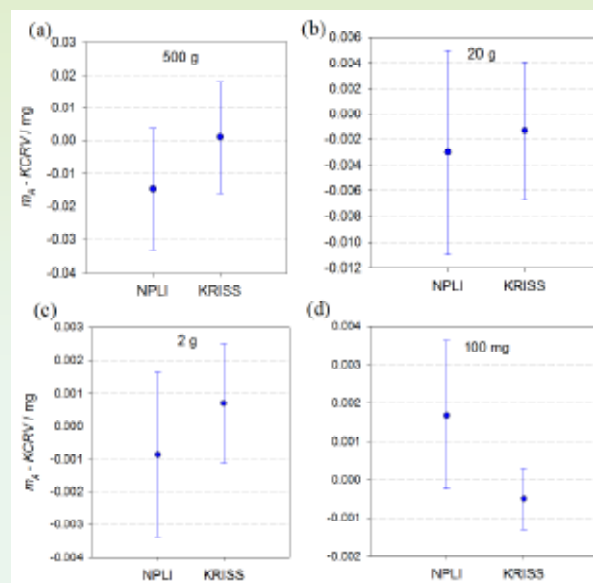 (a)
500 g
0.03
0.02
0.01
0.00
-0.01
-0.02
-0.03
-0.04
m_A - KCRV / mg
NPLI KRISS
(b)
20 g
0.006
0.004
0.002
0.000
-0.002
-0.004
-0.006
-0.008
-0.010
-0.012
NPLI KRISS
(c)
2 g
0.003
0.002
0.001
0.000
-0.001
-0.002
-0.003
-0.004
m_A - KCRV / mg
NPLI KRISS
(d)
100 mg
0.004
0.003
0.002
0.001
0.000
-0.001
-0.002
NPLI KRISS